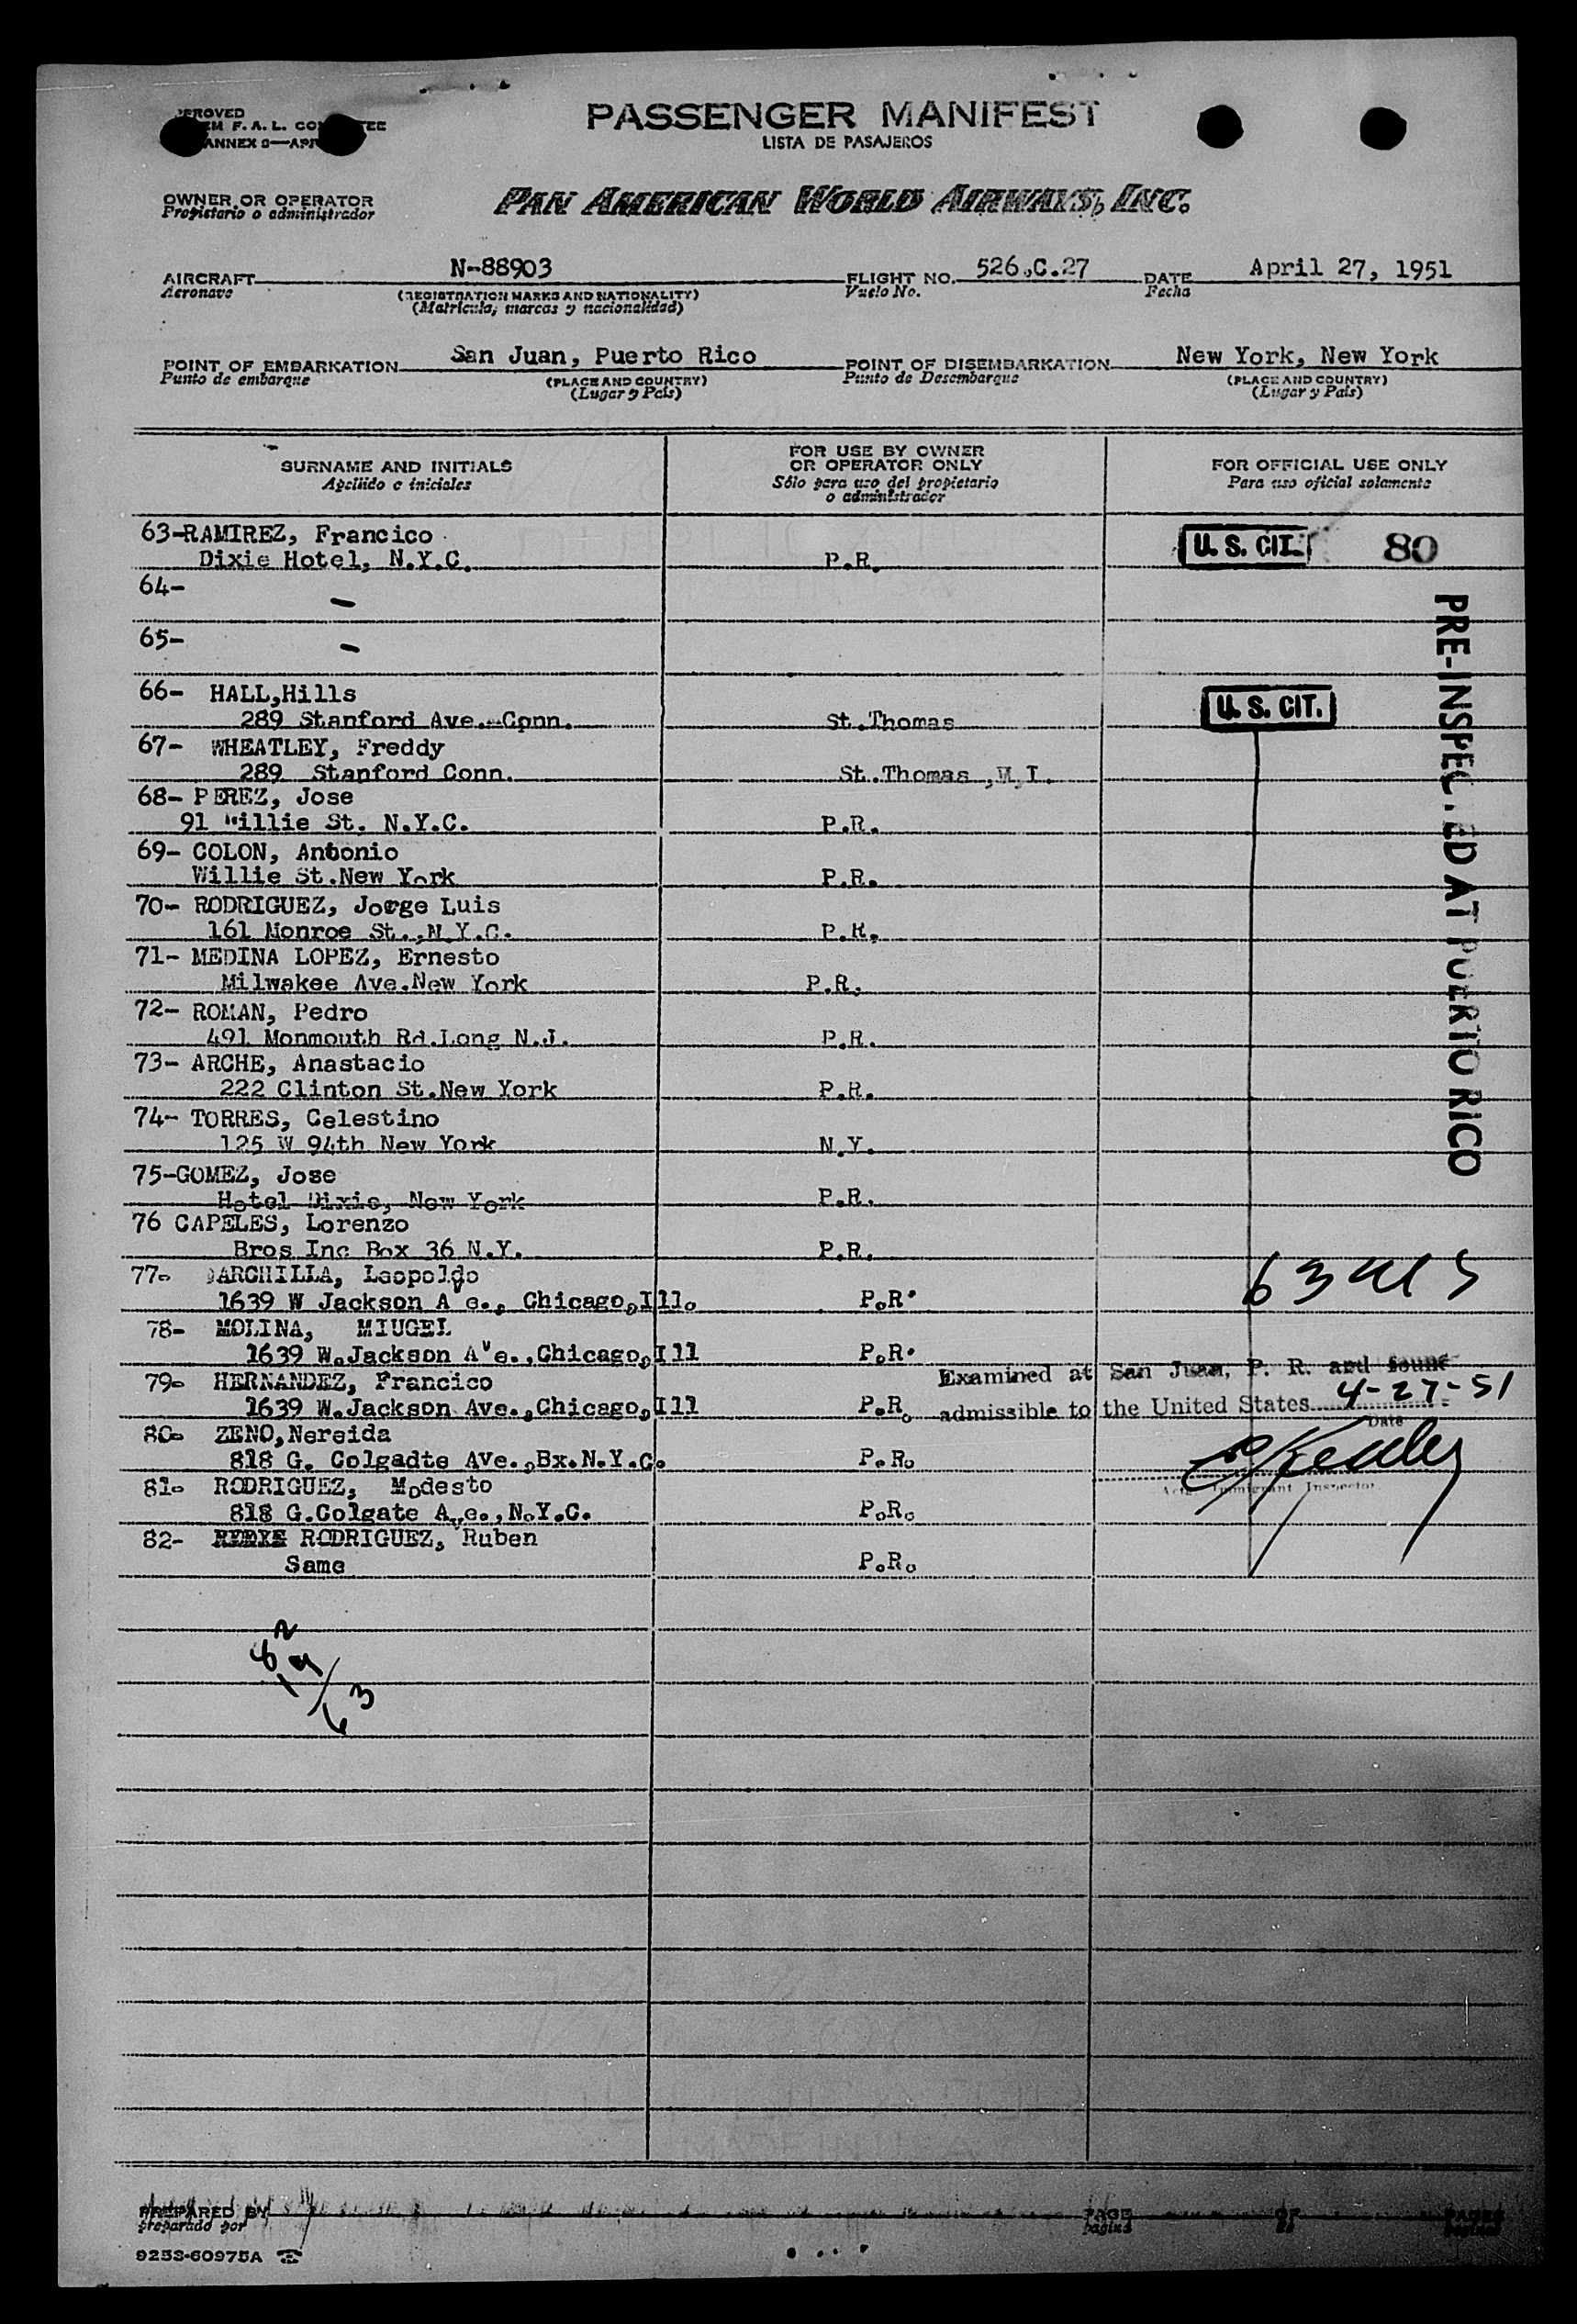 PASSENGER MANIFEST
LISTA DE PASAJEROS
OWNER OR OPERATOR
Propietario o administrador
PAN AMERICAN WORLD AIRWAYS, INC.
AIRCRAFT N-88903 FLIGHT NO. 526.C.27 DATE April 27, 1951
Aeronave (REGISTRATION MARKS AND NATIONALITY) Vuelo No. Fecha
(Matrícula, marcas y nacionalidad)
POINT OF EMBARKATION San Juan, Puerto Rico POINT OF DISEMBARKATION New York, New York
Punto de embarque (PLACE AND COUNTRY) Punto de Desembarque (PLACE AND COUNTRY)
(Lugar y País) (Lugar y País)
SURNAME AND INITIALS
Apellido e iniciales
FOR USE BY OWNER
OR OPERATOR ONLY
Sólo para uso del propietario
o administrador
FOR OFFICIAL USE ONLY
Para uso oficial solamente
63-RAMIREZ, Francico
Dixie Hotel, N.Y.C. P.R. U. S. CIT. 80
64- -
65- -
66- HALL,Hills
289 Stanford Ave. Conn. St.Thomas U. S. CIT.
67- WHEATLEY, Freddy
289 Stanford Conn. St.Thomas
68- PEREZ, Jose
91 St. N.Y.C. P.R.
69- COLON, Antonio
Willie St.New York P.R.
70- RODRIGUEZ, Jorge Luis
161 Monroe St.,N.Y.C. P.R.
71- MEDINA LOPEZ, Ernesto
Milwakee Ave.New York P.R.
72- ROMAN, Pedro
491 Monmouth Rd.Long N.J. P.R.
73- ARCHE, Anastacio
222 Clinton St.New York P.R.
74- TORRES, Celestino
125 W 94th New York N.Y.
75-GOMEZ, Jose
Hotel Dixie, New York P.R.
76 CAPELES, Lorenzo
Bros Inc Box 36 N.Y. P.R.
77- Leopoldo
1639 W Jackson Ave., Chicago,Ill. P.R.
78- MOLINA, MIUGEL
1639 W.Jackson Ave.,Chicago,Ill P.R.
79- HERNANDEZ, Francico
1639 W.Jackson Ave.,Chicago,Ill P.R.
80- ZENO,Nereida
818 G. Colgadte Ave.,Bx.N.Y.C. P.R.
81- RODRIGUEZ, Modesto
818 G.Colgate Ave.,N.Y.C. P.R.
82- RODRIGUEZ, Ruben
Same P.R.
PRE-INSPECTED AT PUERTO RICO
63
Examined at San Juan, P. R. and found
admissible to the United States 4-27-51
Date
Immigrant Inspector
82
19
63
PREPARED BY PAGE OF PAGES
preparado por página de páginas
9253-60975A